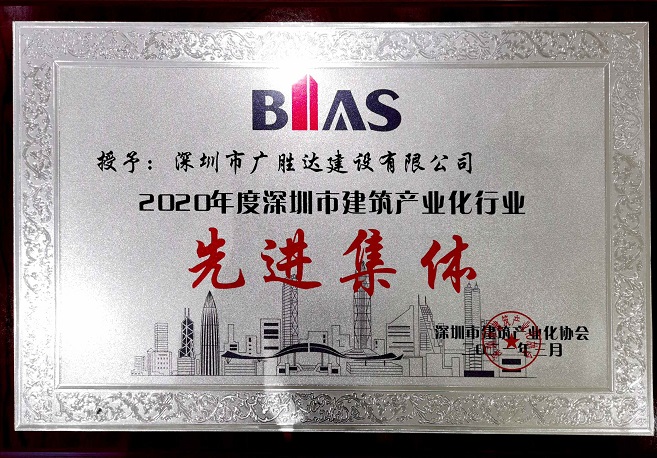 BIAS
授予：深圳市广胜达建设有限公司
2020年度深圳市建筑产业化行业
先进集体
深圳市建筑产业化协会
二月